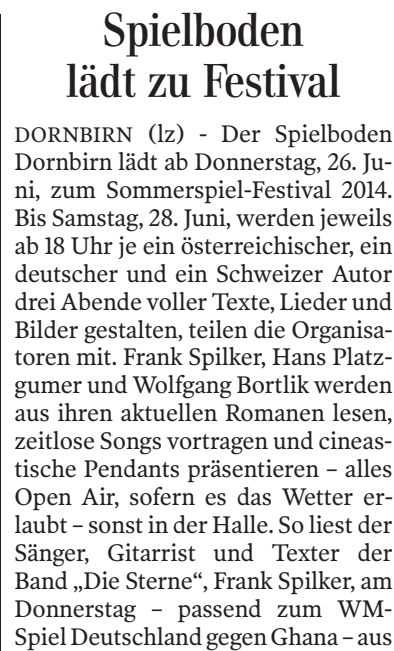 Spielboden
lädt zu Festival
DORNBIRN (lz) - Der Spielboden
Dornbirn lädt ab Donnerstag, 26. Ju-
ni, zum Sommerspiel-Festival 2014.
Bis Samstag, 28. Juni, werden jeweils
ab 18 Uhr je ein österreichischer, ein
deutscher und ein Schweizer Autor
drei Abende voller Texte, Lieder und
Bilder gestalten, teilen die Organisa-
toren mit. Frank Spilker, Hans Platz-
gumer und Wolfgang Bortlik werden
aus ihren aktuellen Romanen lesen,
zeitlose Songs vortragen und cineas-
tische Pendants präsentieren – alles
Open Air, sofern es das Wetter er-
laubt – sonst in der Halle. So liest der
Sänger, Gitarrist und Texter der
Band „Die Sterne“, Frank Spilker, am
Donnerstag – passend zum WM-
Spiel Deutschland gegen Ghana – aus